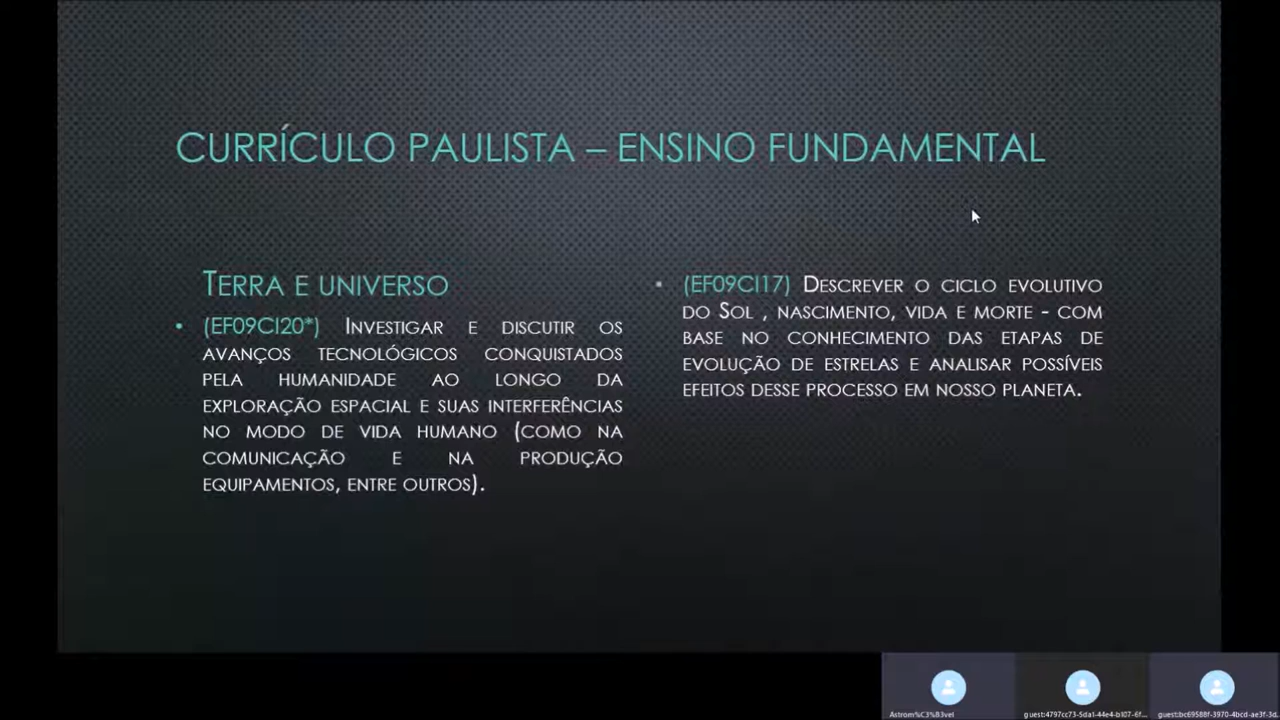 CURRÍCULO PAULISTA – ENSINO FUNDAMENTAL
TERRA E UNIVERSO
• (EF09CI20*) INVESTIGAR E DISCUTIR OS
AVANÇOS TECNOLÓGICOS CONQUISTADOS
PELA HUMANIDADE AO LONGO DA
EXPLORAÇÃO ESPACIAL E SUAS INTERFERÊNCIAS
NO MODO DE VIDA HUMANO (COMO NA
COMUNICAÇÃO E NA PRODUÇÃO
EQUIPAMENTOS, ENTRE OUTROS).
• (EF09CI17) DESCREVER O CICLO EVOLUTIVO
DO SOL , NASCIMENTO, VIDA E MORTE - COM
BASE NO CONHECIMENTO DAS ETAPAS DE
EVOLUÇÃO DE ESTRELAS E ANALISAR POSSÍVEIS
EFEITOS DESSE PROCESSO EM NOSSO PLANETA.
Astrom%C3%B3vel